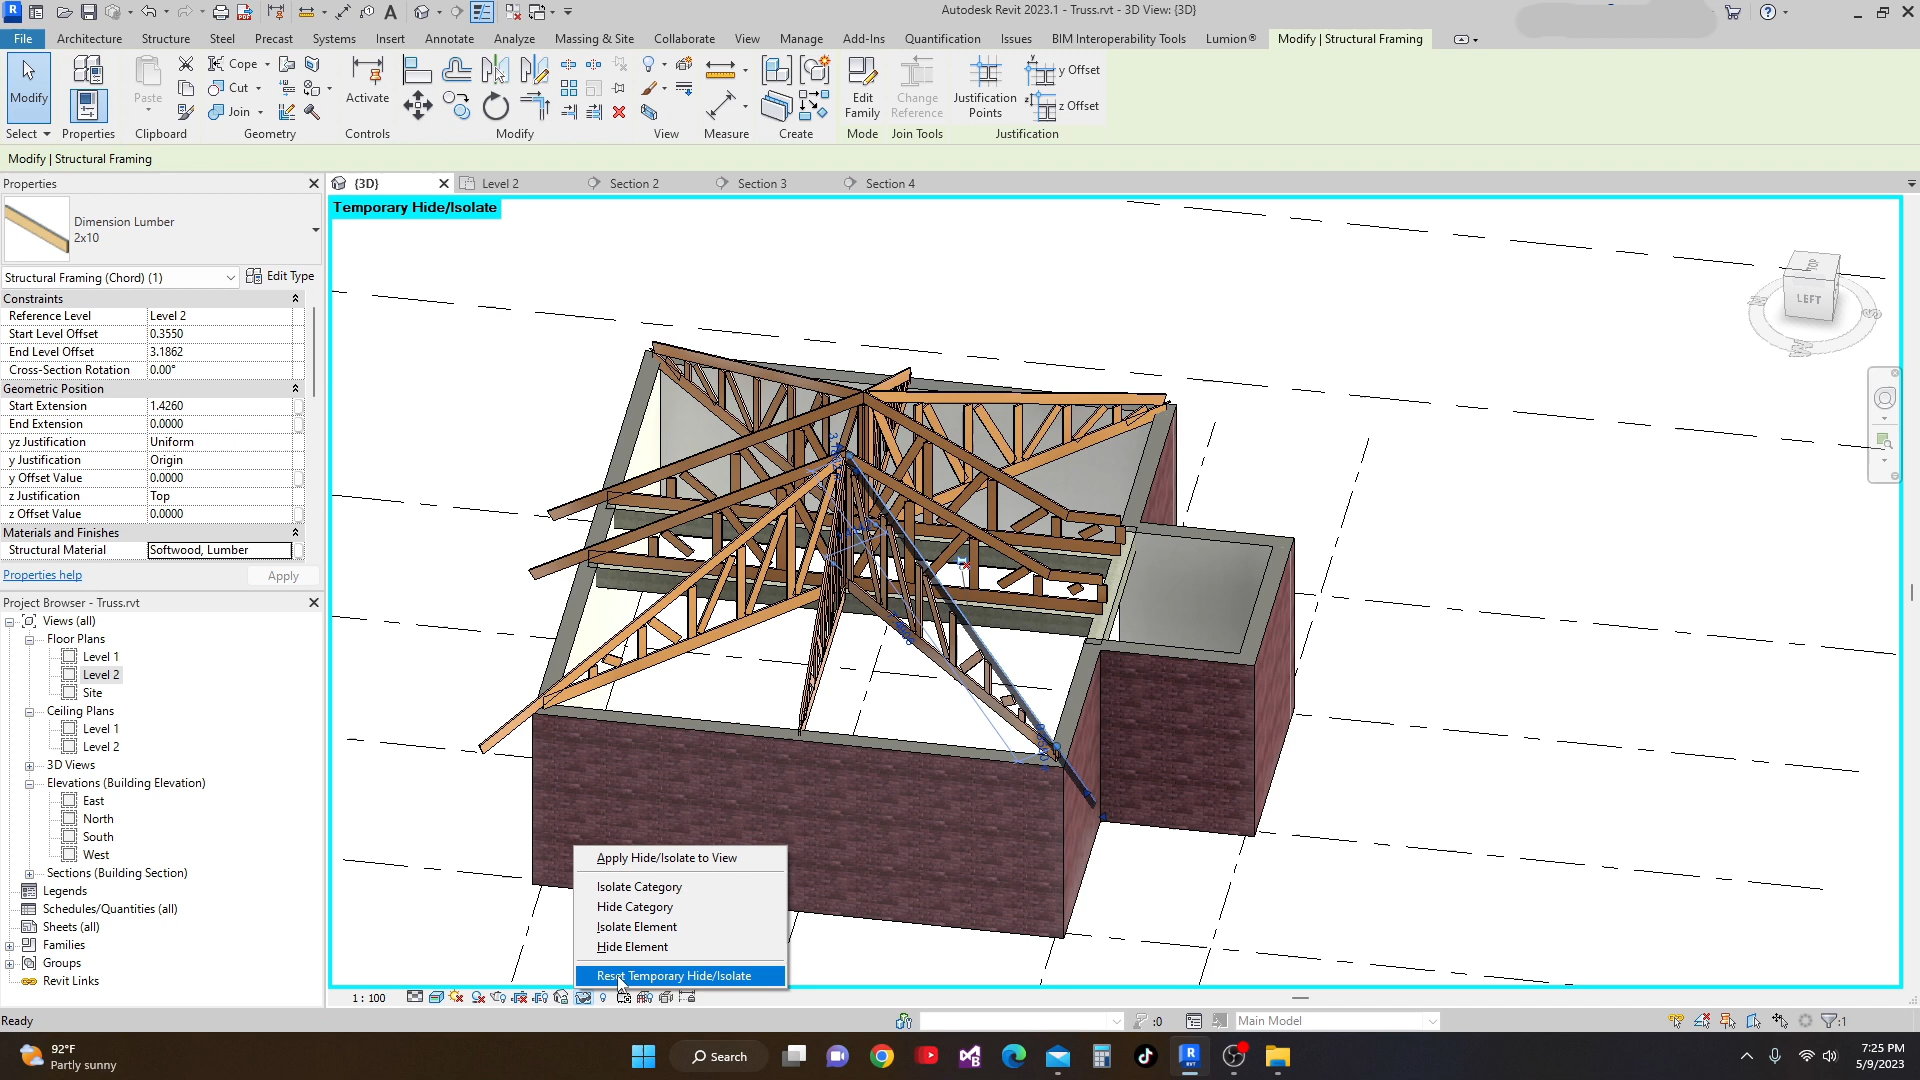 Autodesk Revit 2023.1 - Truss.rvt - 3D View: {3D}
File Architecture Structure Steel Precast Systems Insert Annotate Analyze Massing & Site Collaborate View Manage Add-Ins Quantification Issues BIM Interoperability Tools Lumion® Modify | Structural Framing
Modify Paste Cope Cut Join Activate Edit Family Change Reference Justification Points y Offset z Offset
Select Properties Clipboard Geometry Controls Modify View Measure Create Mode Join Tools Justification
Modify | Structural Framing
Properties
{3D} Level 2 Section 2 Section 3 Section 4
Temporary Hide/Isolate
Dimension Lumber
2x10
Structural Framing (Chord) (1) Edit Type
Constraints
Reference Level Level 2
Start Level Offset 0.3550
End Level Offset 3.1862
Cross-Section Rotation 0.00°
Geometric Position
Start Extension 1.4260
End Extension 0.0000
yz Justification Uniform
y Justification Origin
y Offset Value 0.0000
z Justification Top
z Offset Value 0.0000
Materials and Finishes
Structural Material Softwood, Lumber
Properties help Apply
TOP
LEFT
Project Browser - Truss.rvt
Views (all)
Floor Plans
Level 1
Level 2
Site
Ceiling Plans
Level 1
Level 2
3D Views
Elevations (Building Elevation)
East
North
South
West
Sections (Building Section)
Legends
Schedules/Quantities (all)
Sheets (all)
Families
Groups
Revit Links
Apply Hide/Isolate to View
Isolate Category
Hide Category
Isolate Element
Hide Element
Reset Temporary Hide/Isolate
1 : 100
Ready :0 Main Model :1
92°F
Partly sunny
Search
7:25 PM
5/9/2023